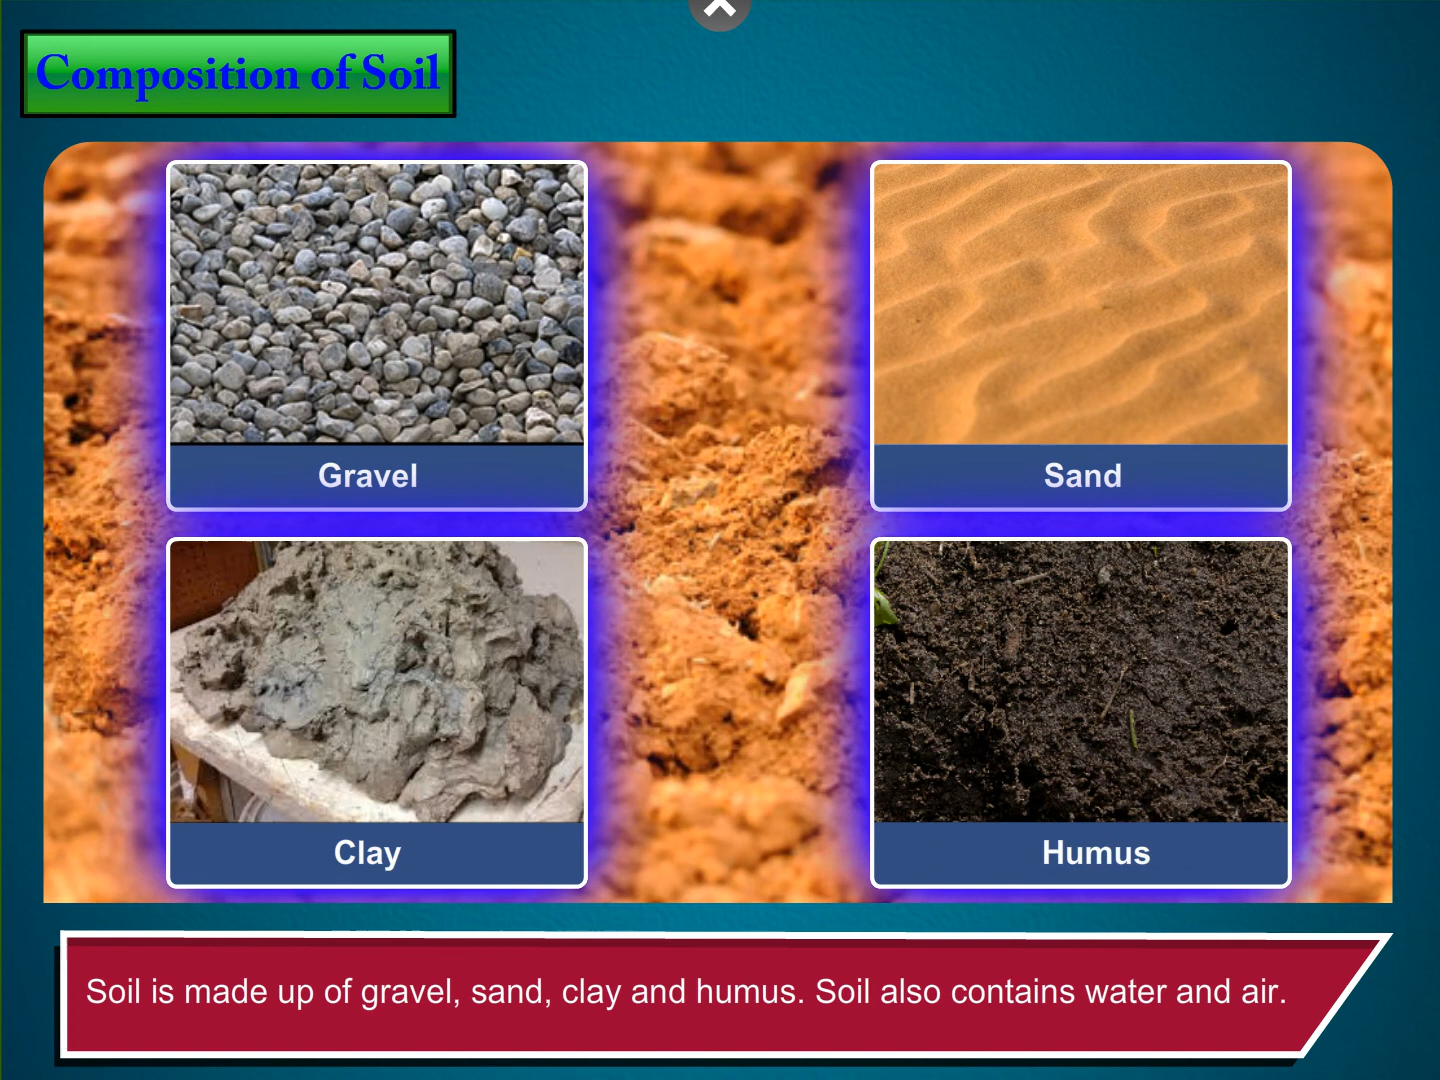 Composition of Soil
Gravel
Sand
Clay
Humus
Soil is made up of gravel, sand, clay and humus. Soil also contains water and air.